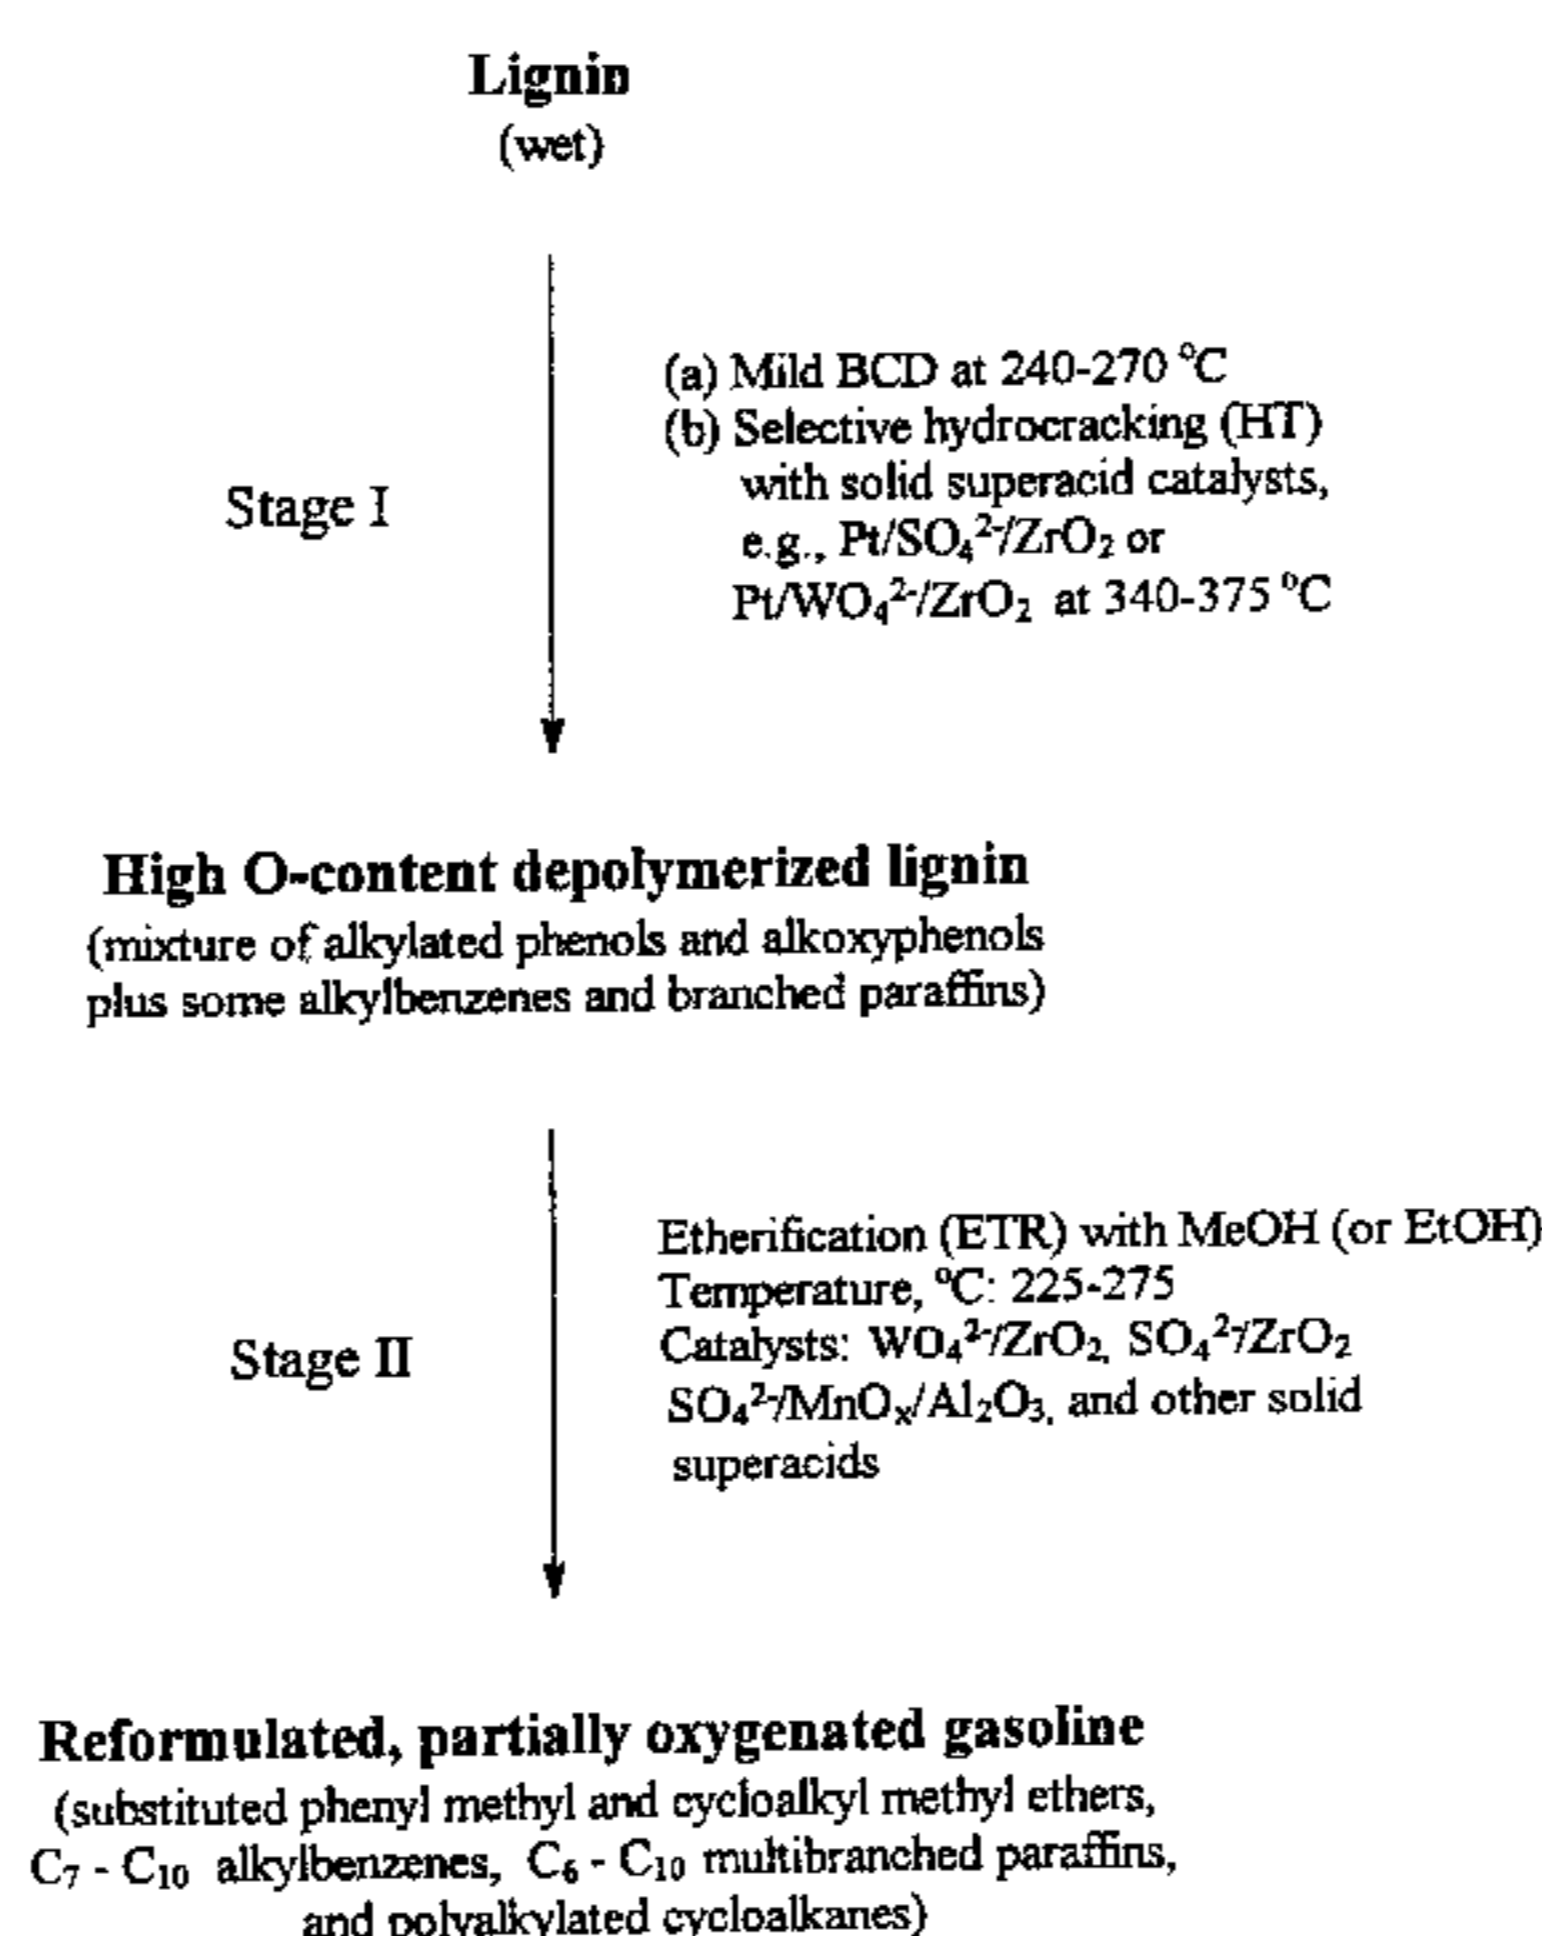 Lignin
(wet)
Stage I
(a) Mild BCD at 240-270 °C
(b) Selective hydrocracking (HT)
with solid superacid catalysts,
e.g., Pt/SO₄²⁻/ZrO₂ or
Pt/WO₄²⁻/ZrO₂ at 340-375 °C
High O-content depolymerized lignin
(mixture of alkylated phenols and alkoxyphenols
plus some alkylbenzenes and branched paraffins)
Stage II
Etherification (ETR) with MeOH (or EtOH)
Temperature, °C: 225-275
Catalysts: WO₄²⁻/ZrO₂, SO₄²⁻/ZrO₂
SO₄²⁻/MnOₓ/Al₂O₃, and other solid
superacids
Reformulated, partially oxygenated gasoline
(substituted phenyl methyl and cycloalkyl methyl ethers,
C₇ - C₁₀ alkylbenzenes, C₆ - C₁₀ multibranched paraffins,
and polyalkylated cycloalkanes)